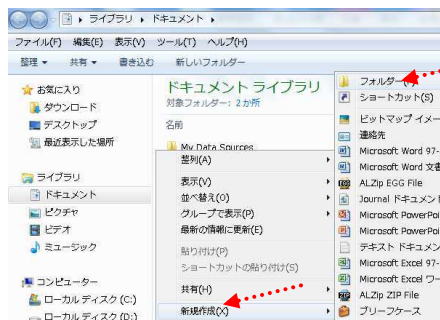 ライブラリ ▸ ドキュメント ▸
ファイル(F) 編集(E) 表示(V) ツール(T) ヘルプ(H)
整理 ▾ 共有 ▾ 書き込む 新しいフォルダー
お気に入り
ダウンロード
デスクトップ
最近表示した場所
ライブラリ
ドキュメント
ピクチャ
ビデオ
ミュージック
コンピューター
ローカル ディスク (C:)
ローカル ディスク (D:)
ドキュメント ライブラリ
対象フォルダー: 2 か所
名前
My Data Sources
整列(A)
表示(V)
並べ替え(O)
グループで表示(P)
最新の情報に更新(E)
貼り付け(P)
ショートカットの貼り付け(S)
共有(H)
新規作成(X)
フォルダー
ショートカット(S)
ビットマップ イメー
連絡先
Microsoft Word 97-
Microsoft Word 文書
ALZip EGG File
Journal ドキュメント
Microsoft PowerPoi
Microsoft PowerPoi
テキスト ドキュメン
Microsoft Excel 97-
Microsoft Excel ワー
ALZip ZIP File
ブリーフケース